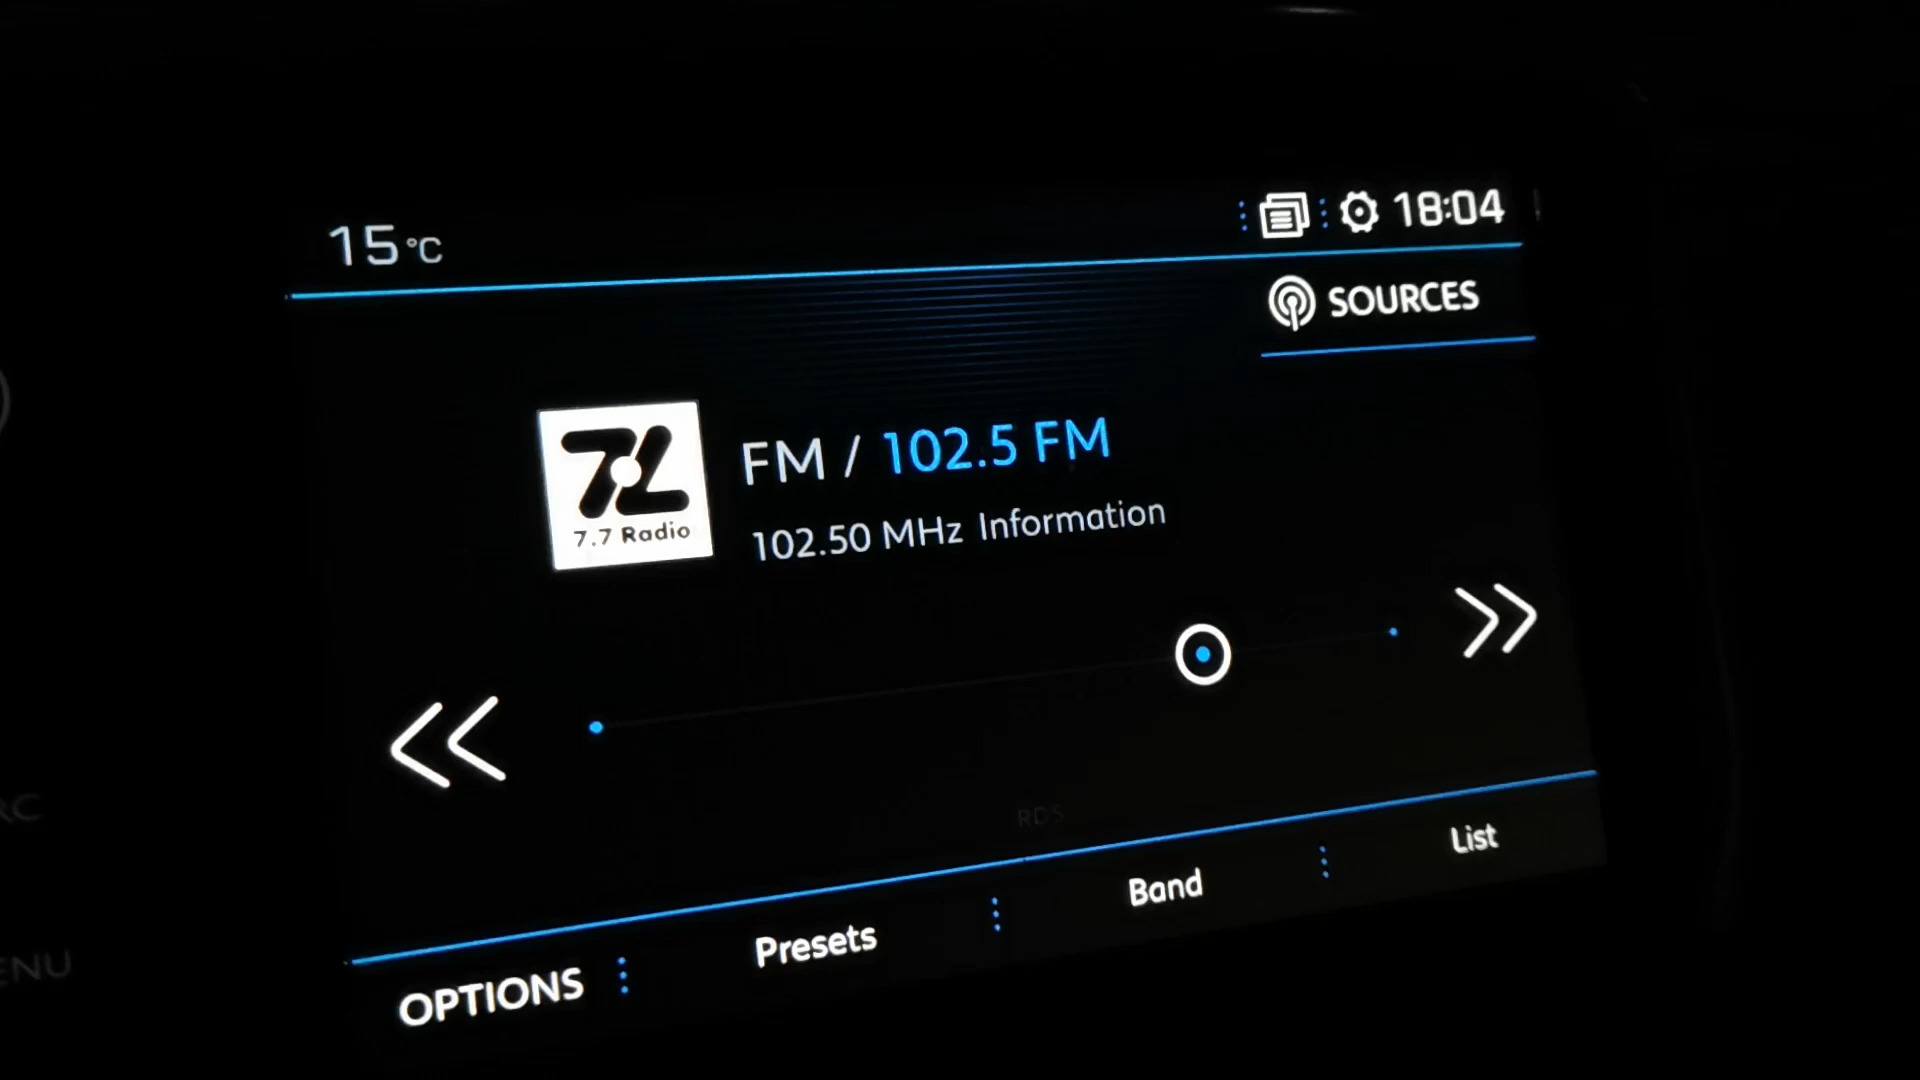 15 °C
18:04
SOURCES
FM / 102.5 FM
102.50 MHz Information
7.7 Radio
RDS
OPTIONS
Presets
Band
List